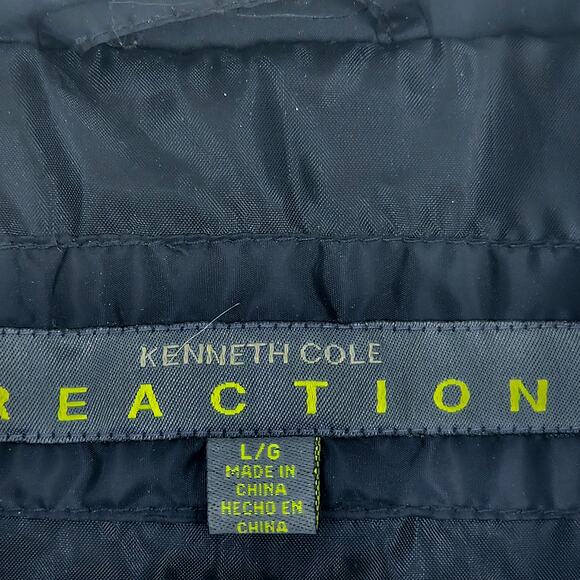 KENNETH COLE
REACTION
L/G
MADE IN
CHINA
HECHO EN
CHINA